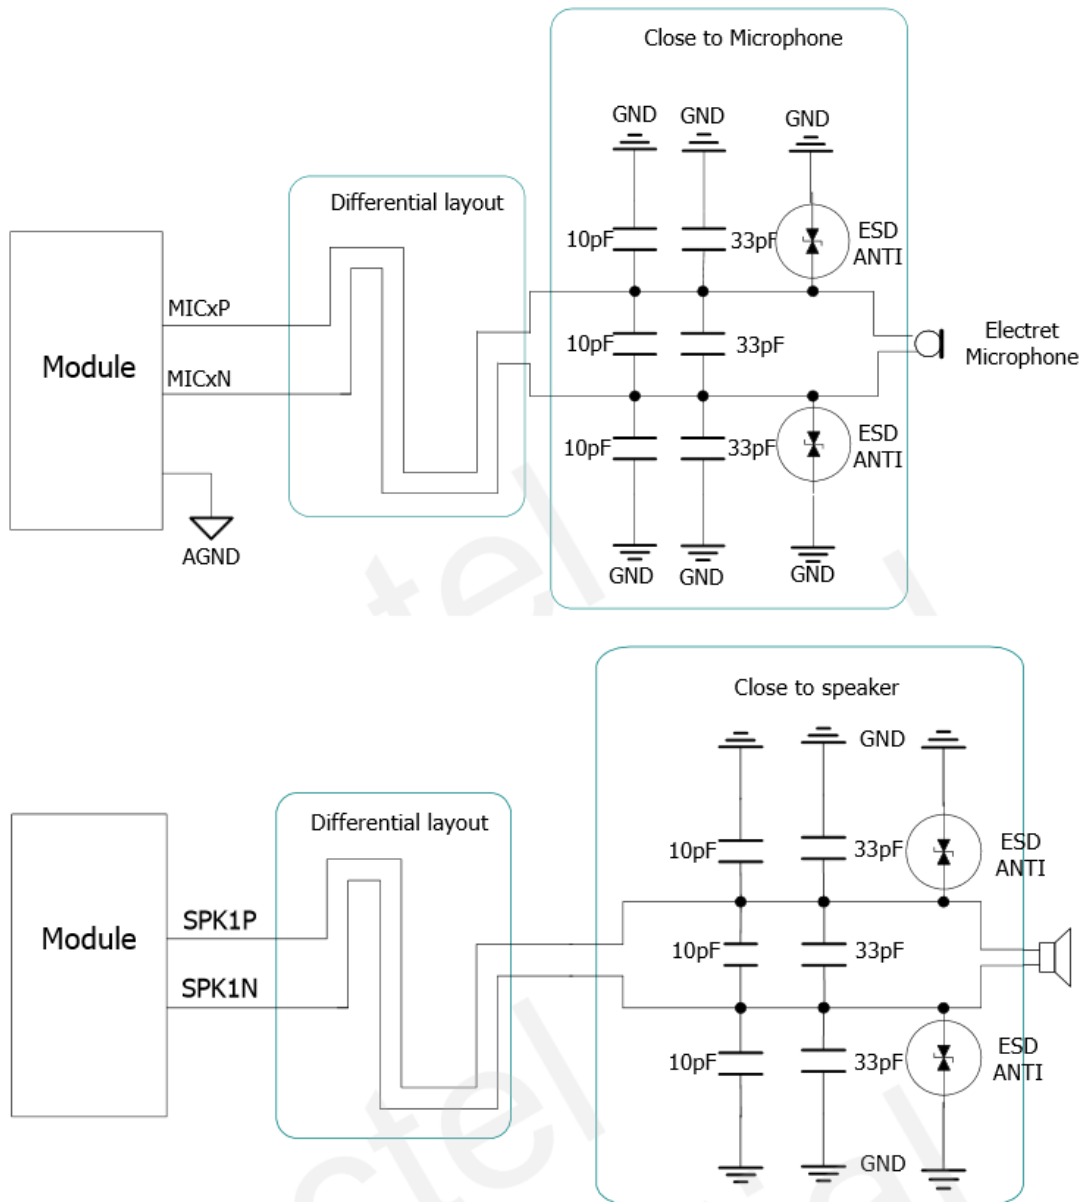 Close to Microphone
GND
GND
GND
Differential layout
10pF
33pF
ESD
ANTI
MICxP
Module
10pF
33pF
Electret
Microphone
MICxN
10pF
33pF
ESD
ANTI
AGND
GND
GND
GND
Close to speaker
GND
Differential layout
10pF
33pF
ESD
ANTI
SPK1P
Module
10pF
33pF
SPK1N
10pF
33pF
ESD
ANTI
GND